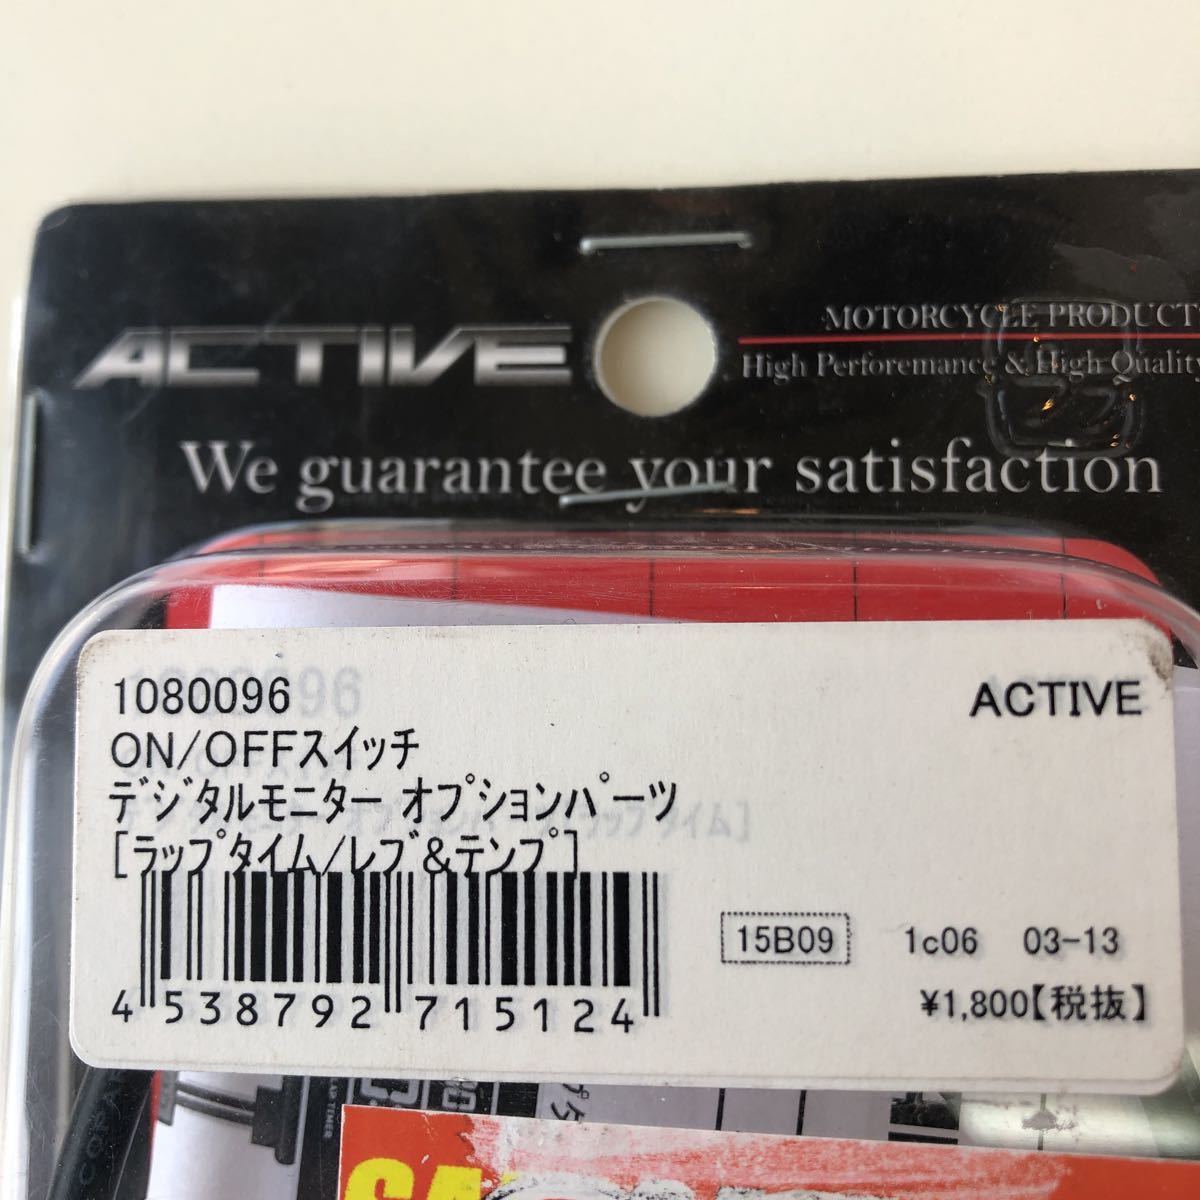 ACTIVE
MOTORCYCLE PRODUCT
High Perforemance & High Quality
We guarantee your satisfaction
1080096
ACTIVE
ON/OFFスイッチ
デジタルモニター オプションパーツ
[ラップタイム/レブ&テンプ]
15B09 1c06 03-13
4 538792 715124
¥1,800【税抜】
LAP TIMER